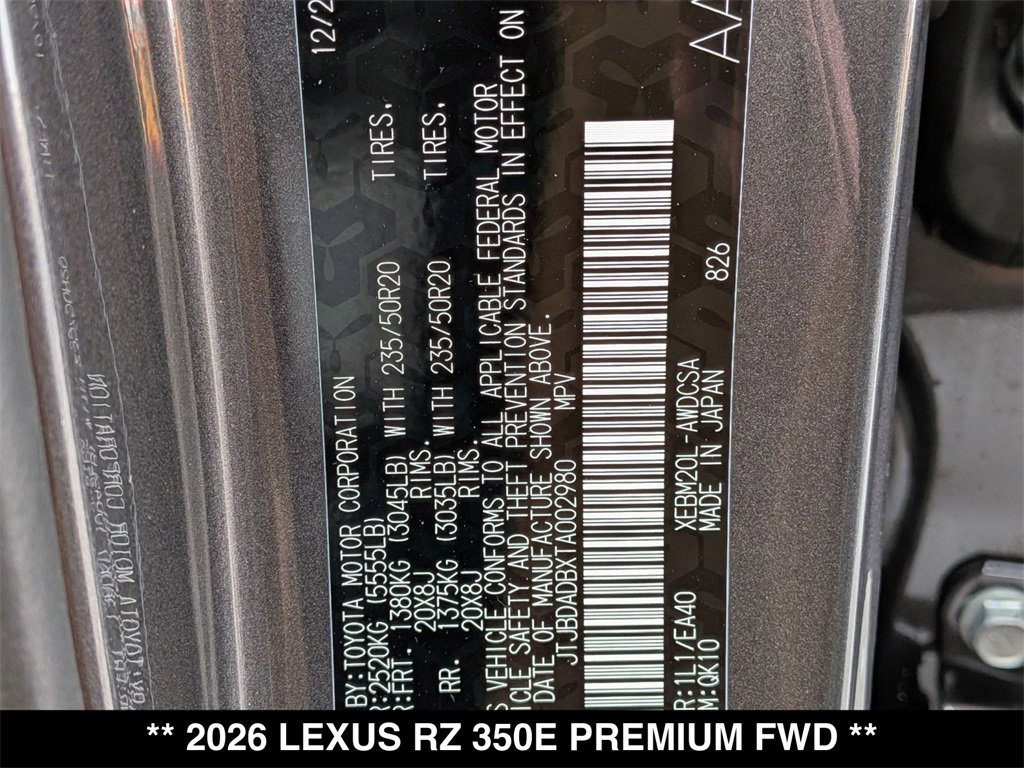 12/2
BY:TOYOTA MOTOR CORPORATION
R:2520KG (5555LB)
R:FRT. 1380KG (3045LB) WITH 235/50R20 TIRES.
20X8J RIMS.
RR. 1375KG (3035LB) WITH 235/50R20 TIRES.
20X8J RIMS.
S VEHICLE CONFORMS TO ALL APPLICABLE FEDERAL MOTOR
ICLE SAFETY AND THEFT PREVENTION STANDARDS IN EFFECT ON
DATE OF MANUFACTURE SHOWN ABOVE.
JTJBDADBXTA002980 MPV
R:1L1/EA40 XEBM20L-AWDCSA 826
M:QK10 MADE IN JAPAN
AA
** 2026 LEXUS RZ 350E PREMIUM FWD **